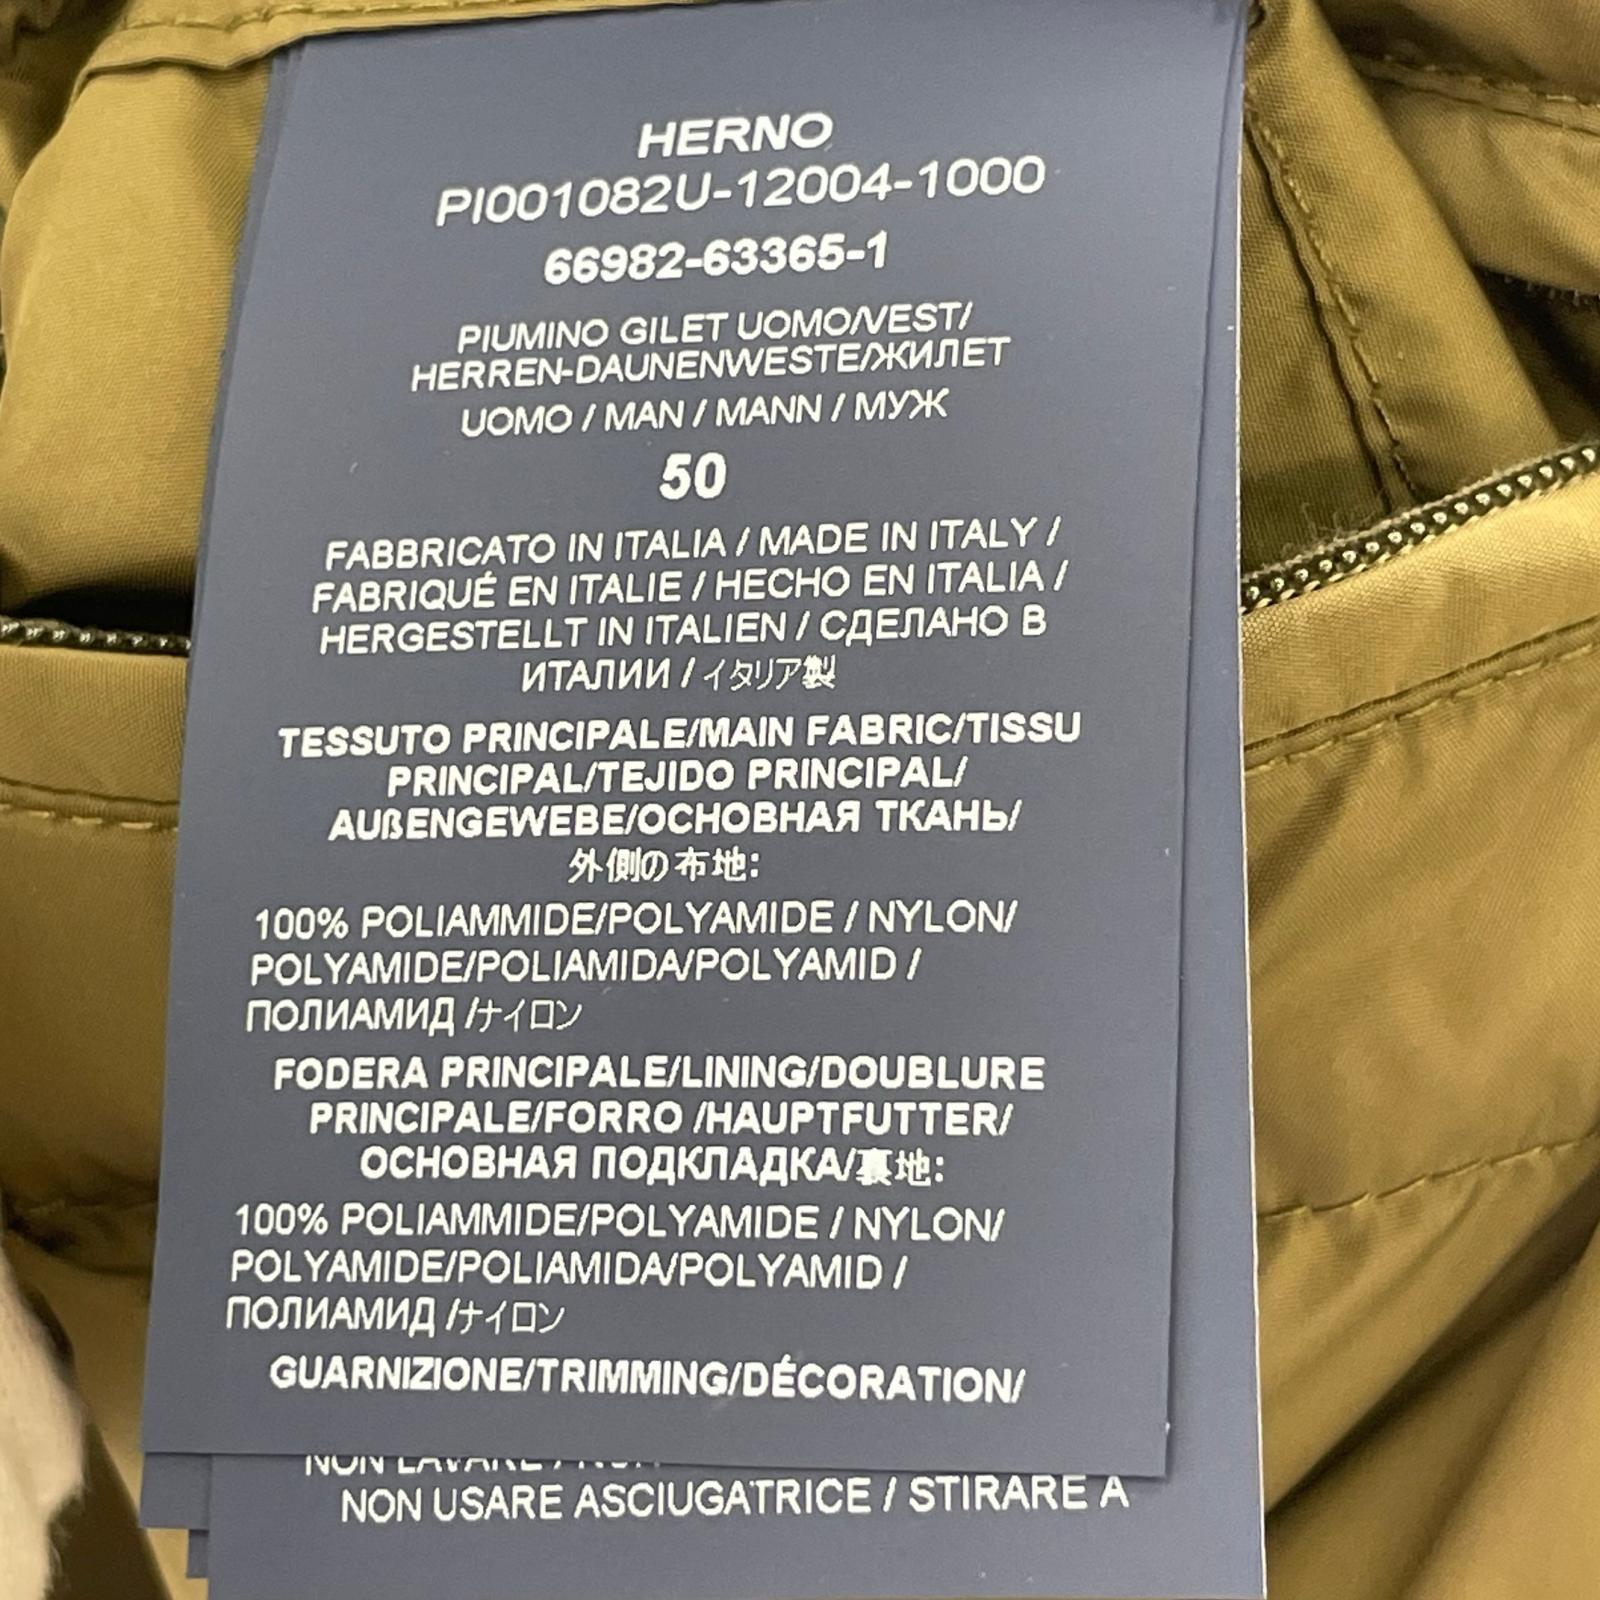 HERNO
PI001082U-12004-1000
66982-63365-1
PIUMINO GILET UOMO/VEST/
HERREN-DAUNENWESTE/ЖИЛЕТ
UOMO / MAN / MANN / МУЖ
50
FABBRICATO IN ITALIA / MADE IN ITALY /
FABRIQUÉ EN ITALIE / HECHO EN ITALIA /
HERGESTELLT IN ITALIEN / СДЕЛАНО В
ИТАЛИИ / イタリア製
TESSUTO PRINCIPALE/MAIN FABRIC/TISSU
PRINCIPAL/TEJIDO PRINCIPAL/
AUßENGEWEBE/ОСНОВНАЯ ТКАНЬ/
外側の布地:
100% POLIAMMIDE/POLYAMIDE / NYLON/
POLYAMIDE/POLIAMIDA/POLYAMID /
ПОЛИАМИД /ナイロン
FODERA PRINCIPALE/LINING/DOUBLURE
PRINCIPALE/FORRO /HAUPTFUTTER/
ОСНОВНАЯ ПОДКЛАДКА/裏地:
100% POLIAMMIDE/POLYAMIDE / NYLON/
POLYAMIDE/POLIAMIDA/POLYAMID /
ПОЛИАМИД /ナイロン
GUARNIZIONE/TRIMMING/DÉCORATION/
NON LAVARE /
NON USARE ASCIUGATRICE / STIRARE A